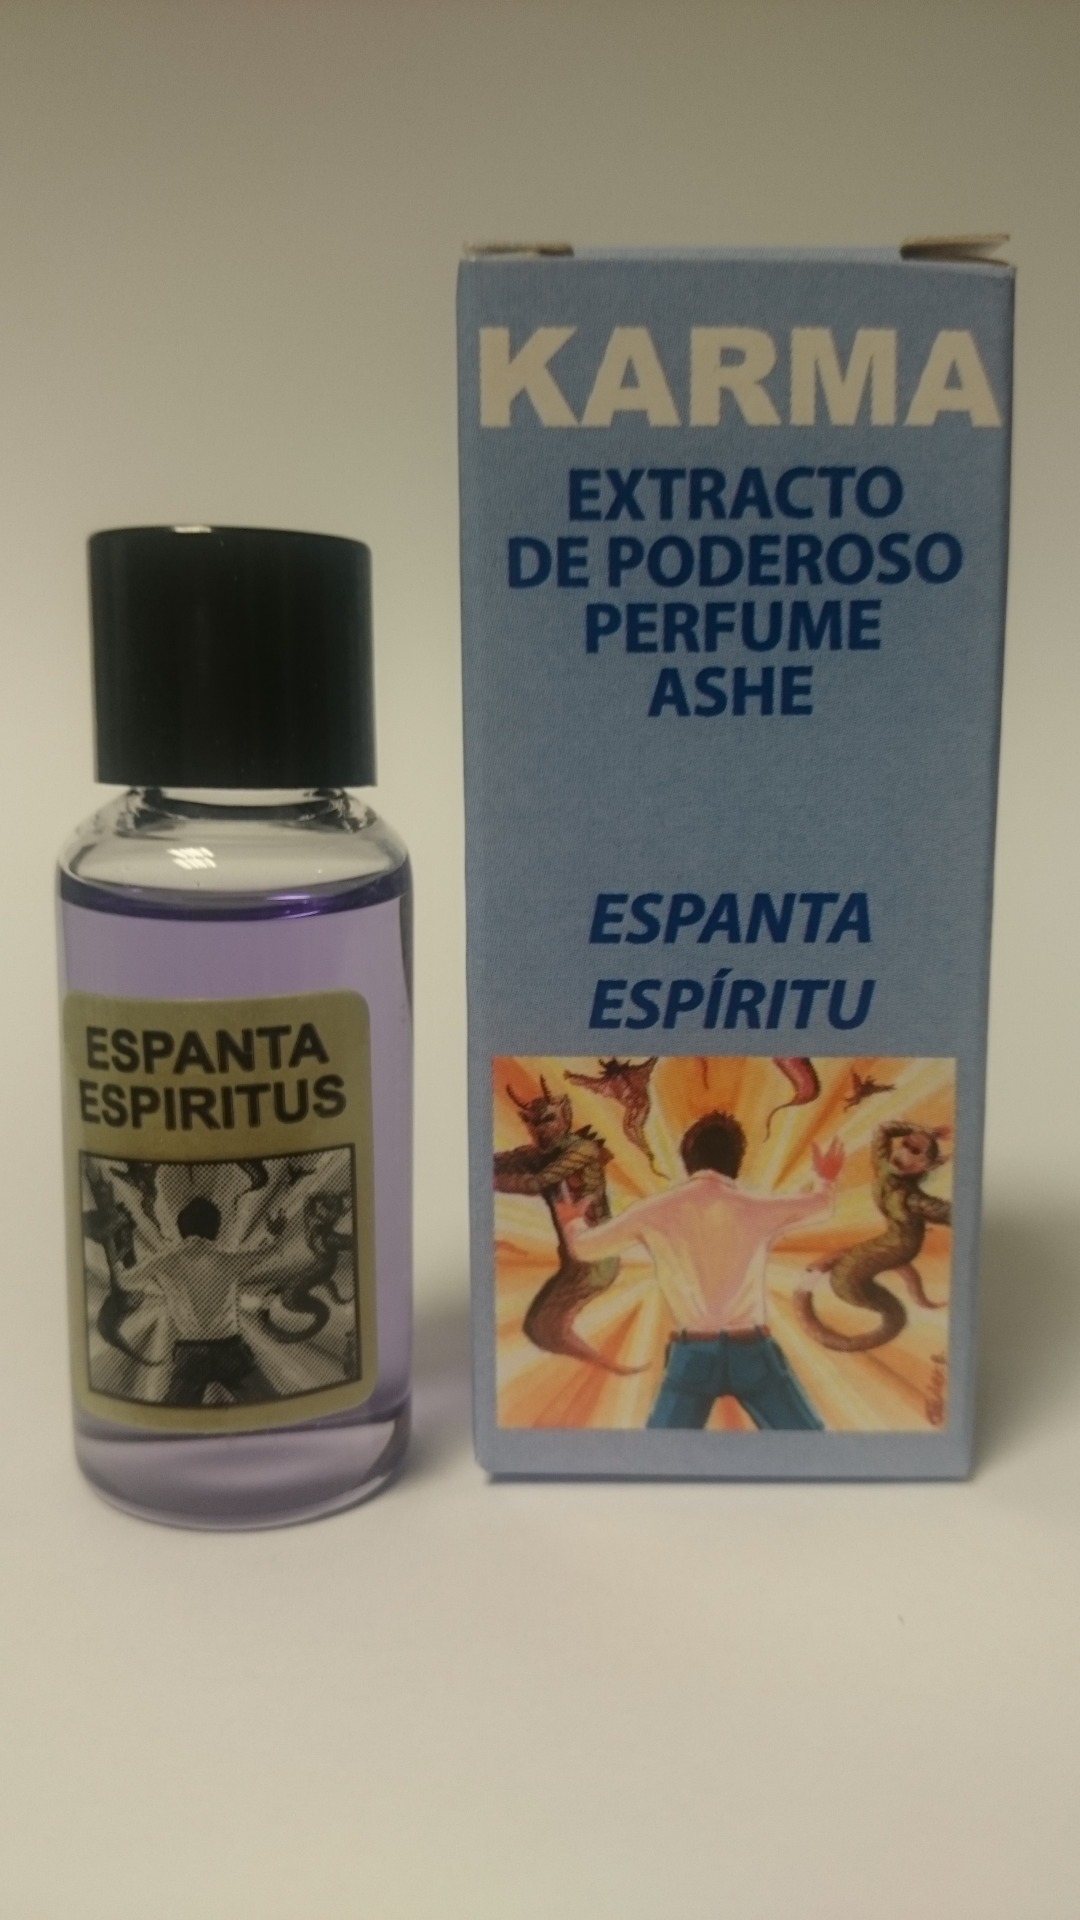 KARMA
EXTRACTO
DE PODEROSO
PERFUME
ASHE
ESPANTA
ESPÍRITU
ESPANTA
ESPIRITUS